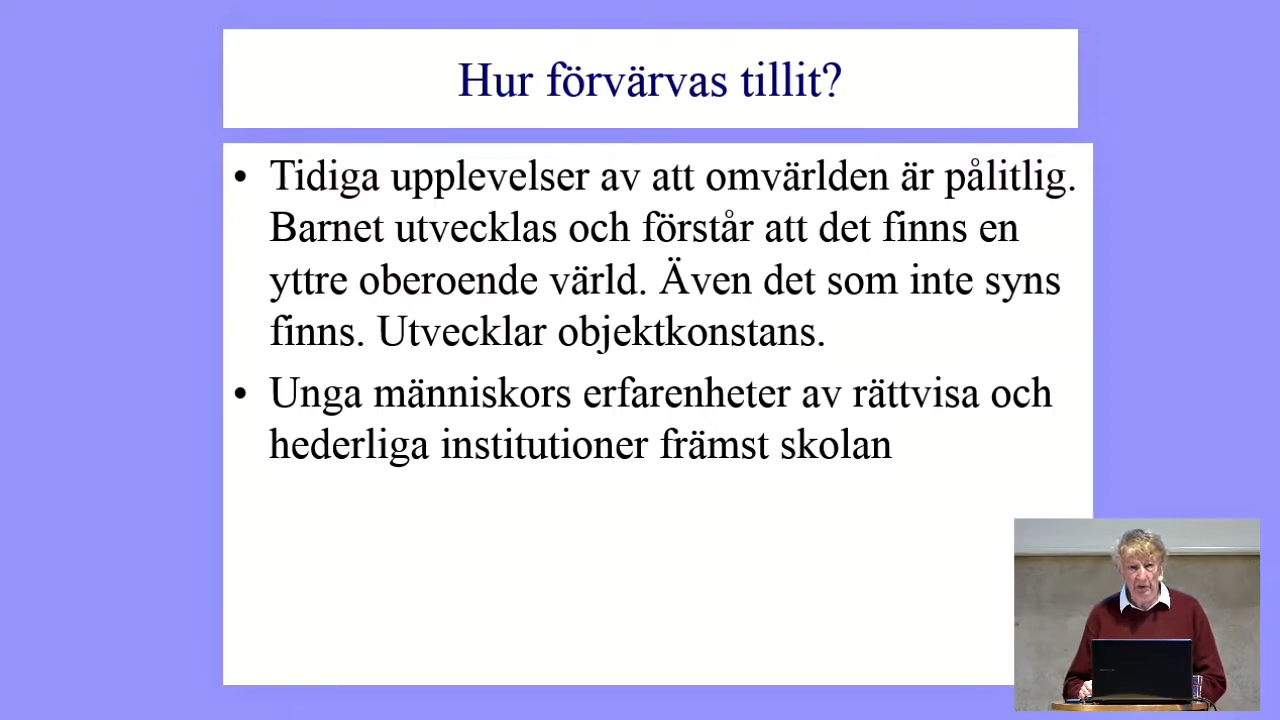 Hur förvärvas tillit?
• Tidiga upplevelser av att omvärlden är pålitlig.
Barnet utvecklas och förstår att det finns en
yttre oberoende värld. Även det som inte syns
finns. Utvecklar objektkonstans.
• Unga människors erfarenheter av rättvisa och
hederliga institutioner främst skolan